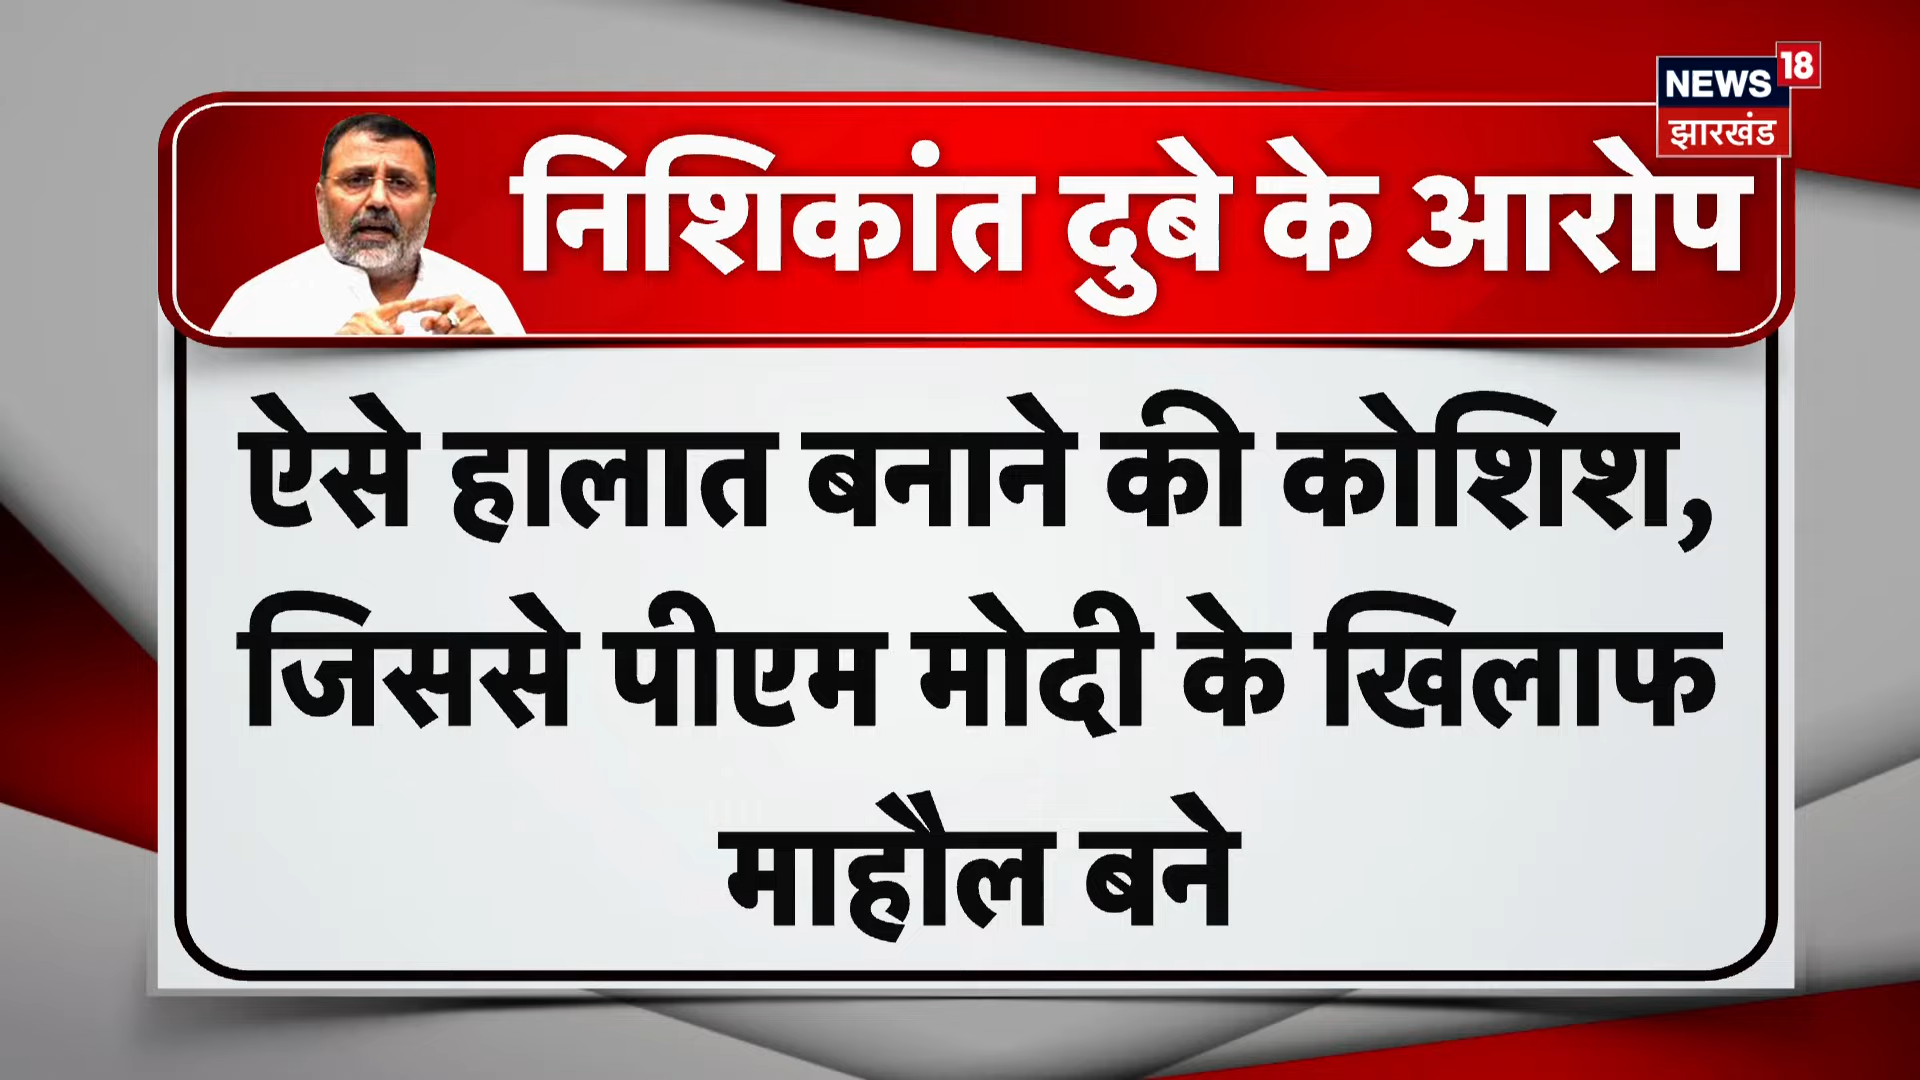 NEWS 18
झारखंड
निशिकांत दुबे के आरोप
ऐसे हालात बनाने की कोशिश,
जिससे पीएम मोदी के खिलाफ
माहौल बने